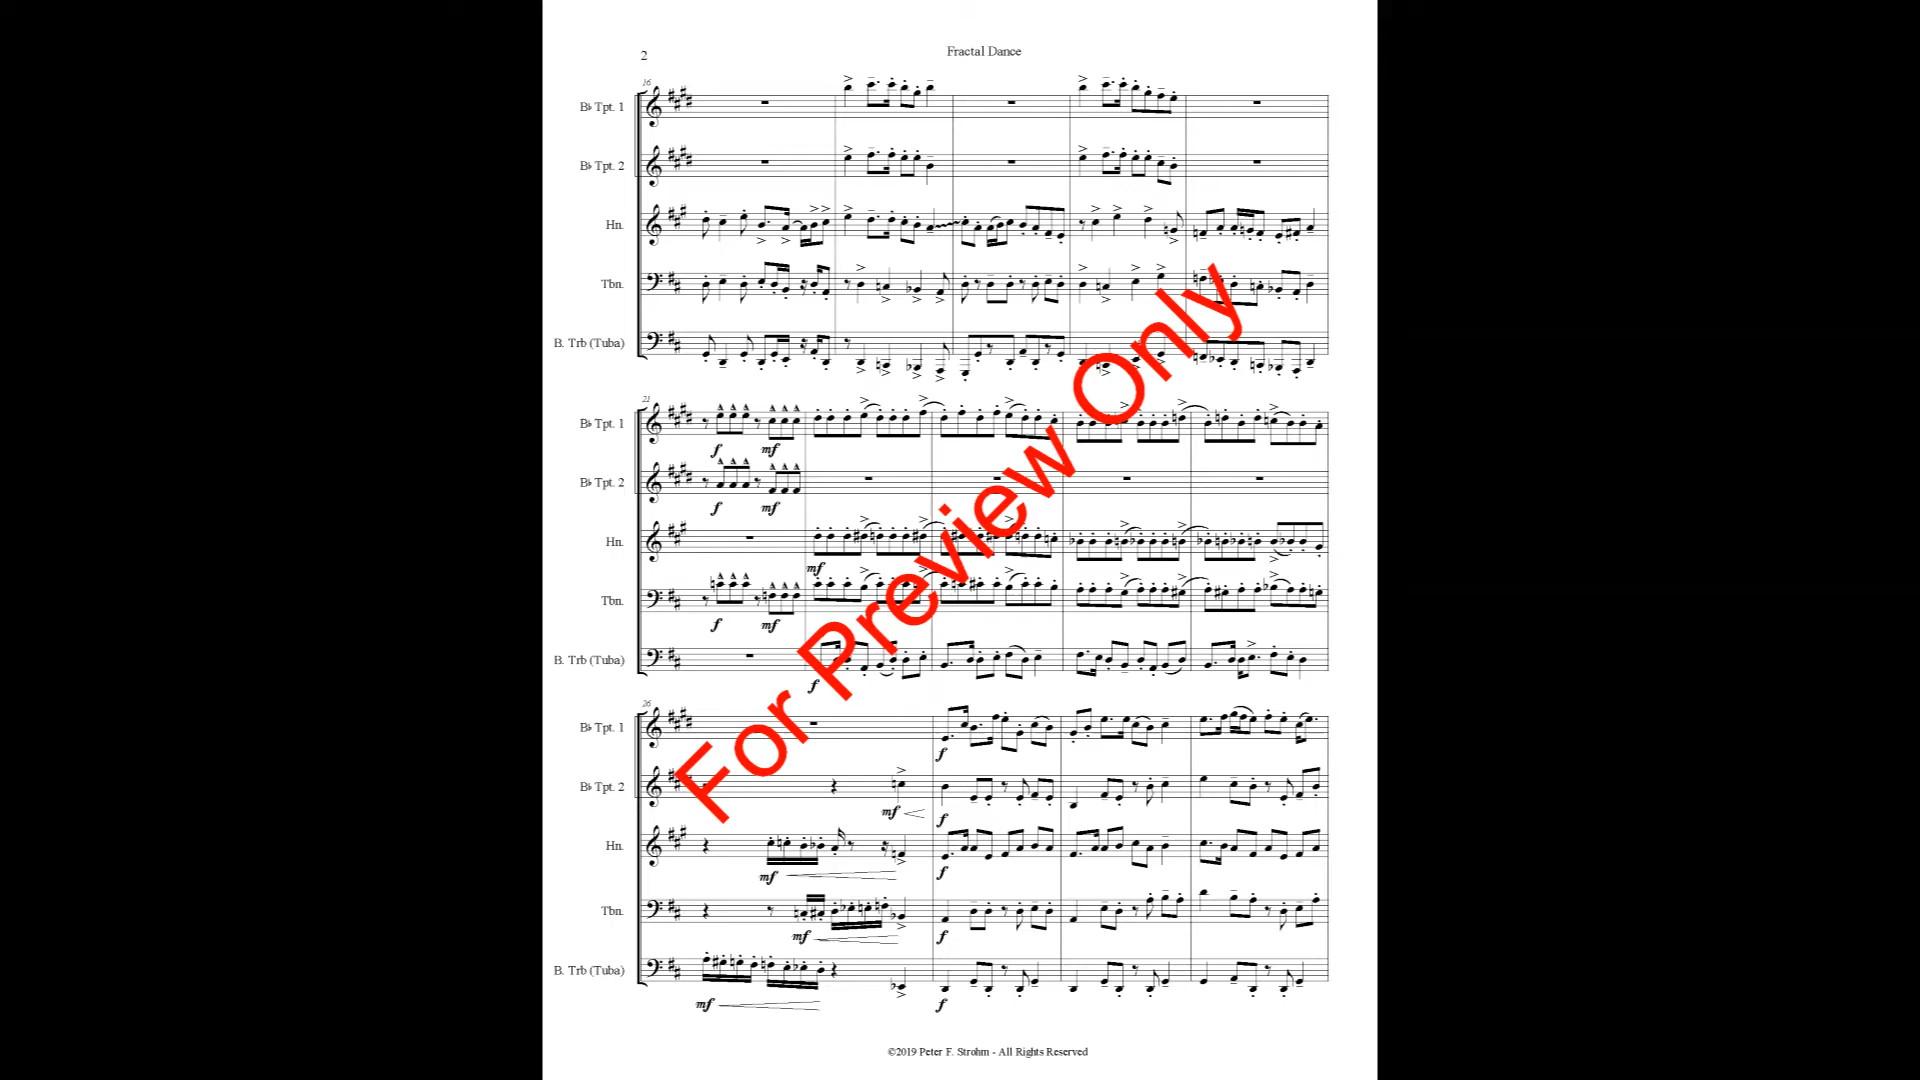 2
Fractal Dance
16
B♭ Tpt. 1
B♭ Tpt. 2
Hn.
Tbn.
B. Trb (Tuba)
21
B♭ Tpt. 1
f mf
B♭ Tpt. 2
f mf
Hn.
mf
Tbn.
f mf
B. Trb (Tuba)
f
26
B♭ Tpt. 1
f
B♭ Tpt. 2
mf f
Hn.
mf f
Tbn.
mf f
B. Trb (Tuba)
mf f
For Preview Only
©2019 Peter F. Strohm - All Rights Reserved